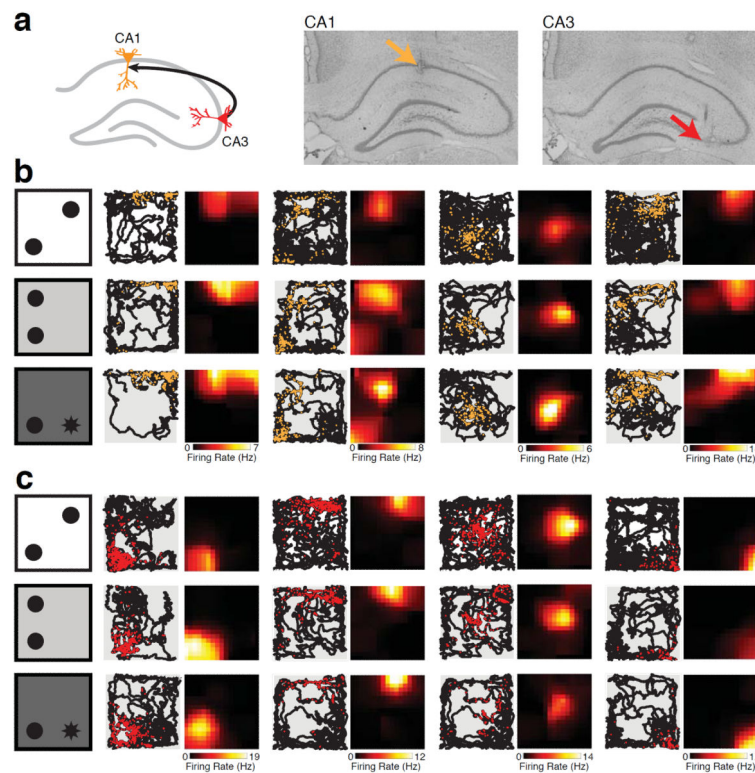 a
CA1
CA3
CA1
CA3
b
0 7
Firing Rate (Hz)
0 8
Firing Rate (Hz)
0 6
Firing Rate (Hz)
0 1
Firing Rate (Hz)
c
0 19
Firing Rate (Hz)
0 12
Firing Rate (Hz)
0 14
Firing Rate (Hz)
0 1
Firing Rate (Hz)